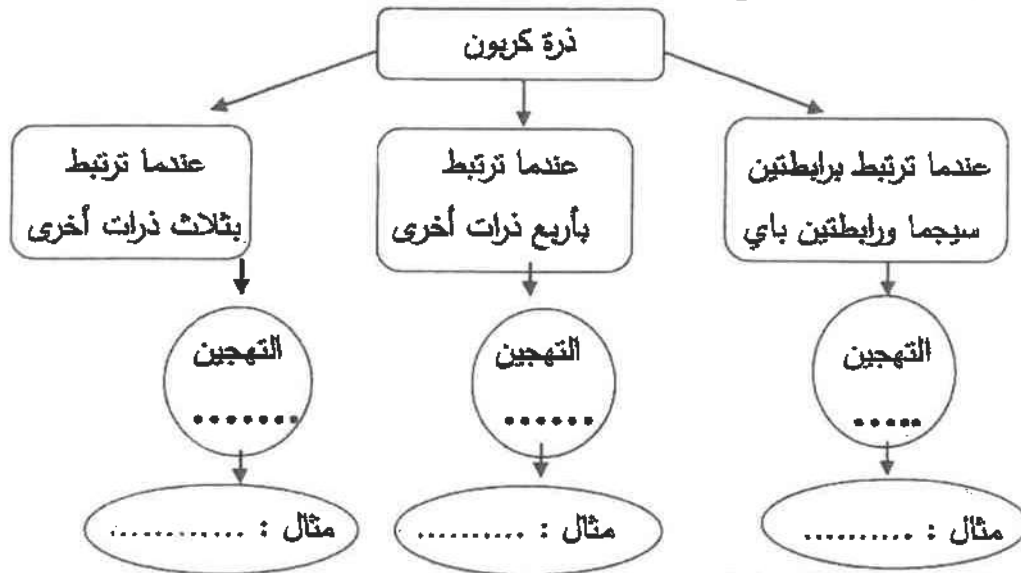 ذرة كربون
عندما ترتبط برابطتين
سيجما ورابطتين باي
عندما ترتبط
بأربع ذرات أخرى
عندما ترتبط
بثلاث ذرات أخرى
التهجين
.....
التهجين
......
التهجين
.......
مثال : ..........
مثال : ..........
مثال : ............